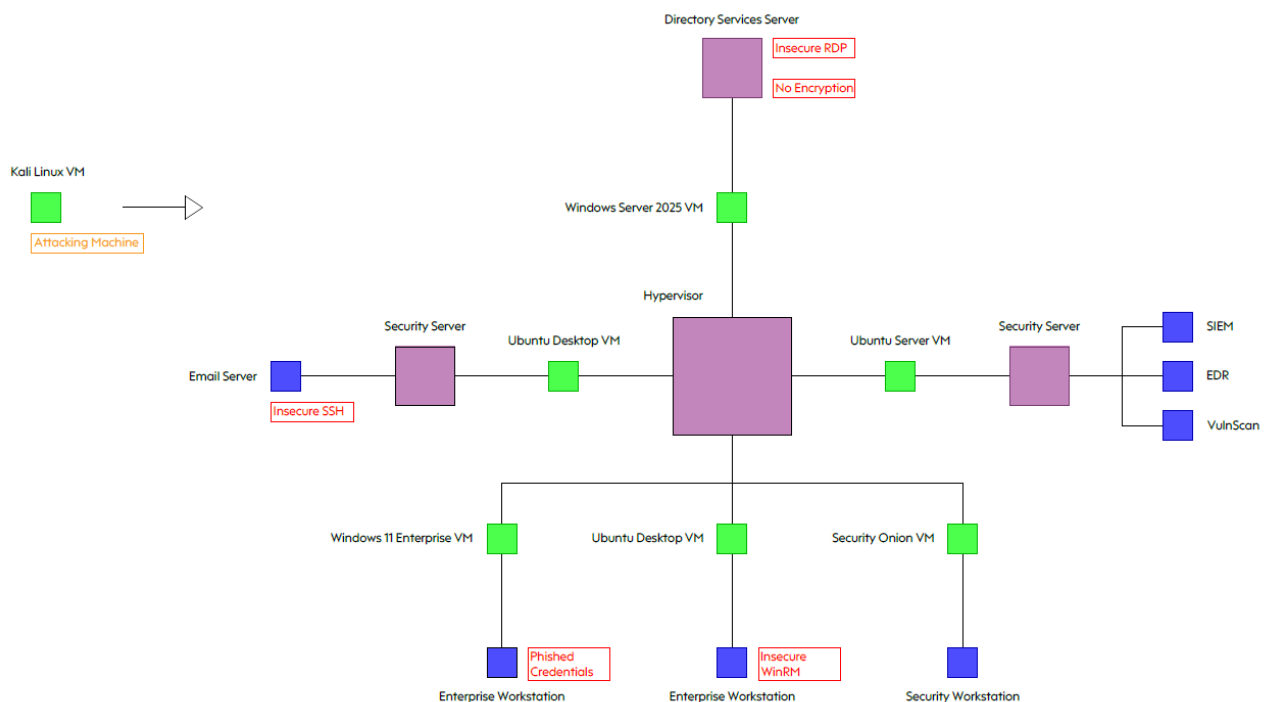 Directory Services Server
Insecure RDP
No Encryption
Kali Linux VM
Attacking Machine
Windows Server 2025 VM
Hypervisor
Security Server
Ubuntu Desktop VM
Ubuntu Server VM
Security Server
SIEM
Email Server
EDR
Insecure SSH
VulnScan
Windows 11 Enterprise VM
Ubuntu Desktop VM
Security Onion VM
Phished
Credentials
Insecure
WinRM
Enterprise Workstation
Enterprise Workstation
Security Workstation